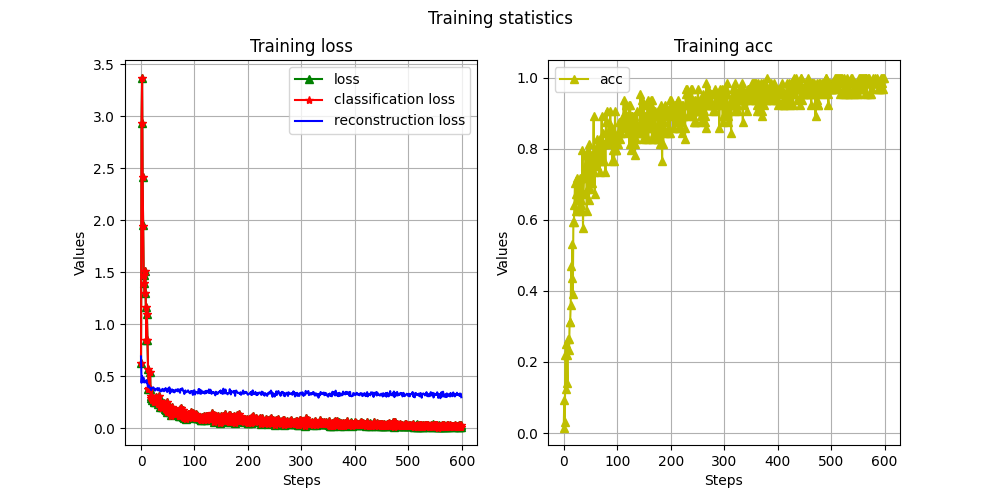 Training statistics
Training loss
3.5
3.0
2.5
2.0
1.5
1.0
0.5
0.0
Values
loss
classification loss
reconstruction loss
0 100 200 300 400 500 600
Steps
Training acc
1.0
0.8
0.6
0.4
0.2
0.0
Values
acc
0 100 200 300 400 500 600
Steps